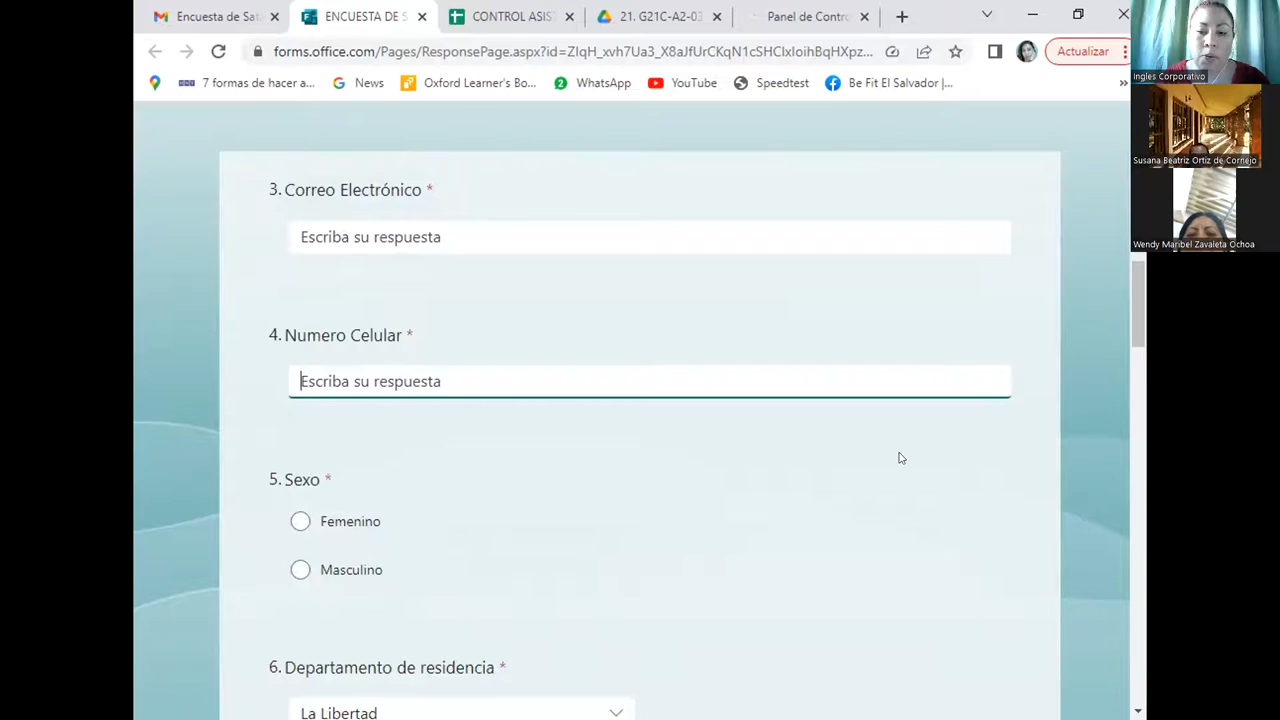 Encuesta de Sat
ENCUESTA DE S
CONTROL ASIS
21. G21C-A2-03
Panel de Contro
forms.office.com/Pages/ResponsePage.aspx?id=ZIqH_xvh7Ua3_X8aJfUrCKqN1cSHClxloihBqHXpz...
Actualizar
7 formas de hacer a...
News
Oxford Learner's Bo...
WhatsApp
YouTube
Speedtest
Be Fit El Salvador |...
»
Ingles Corporativo
Susana Beatriz Ortiz de Cornejo
Wendy Maribel Zavaleta Ochoa
3. Correo Electrónico *
Escriba su respuesta
4. Numero Celular *
Escriba su respuesta
5. Sexo *
Femenino
Masculino
6. Departamento de residencia *
La Libertad